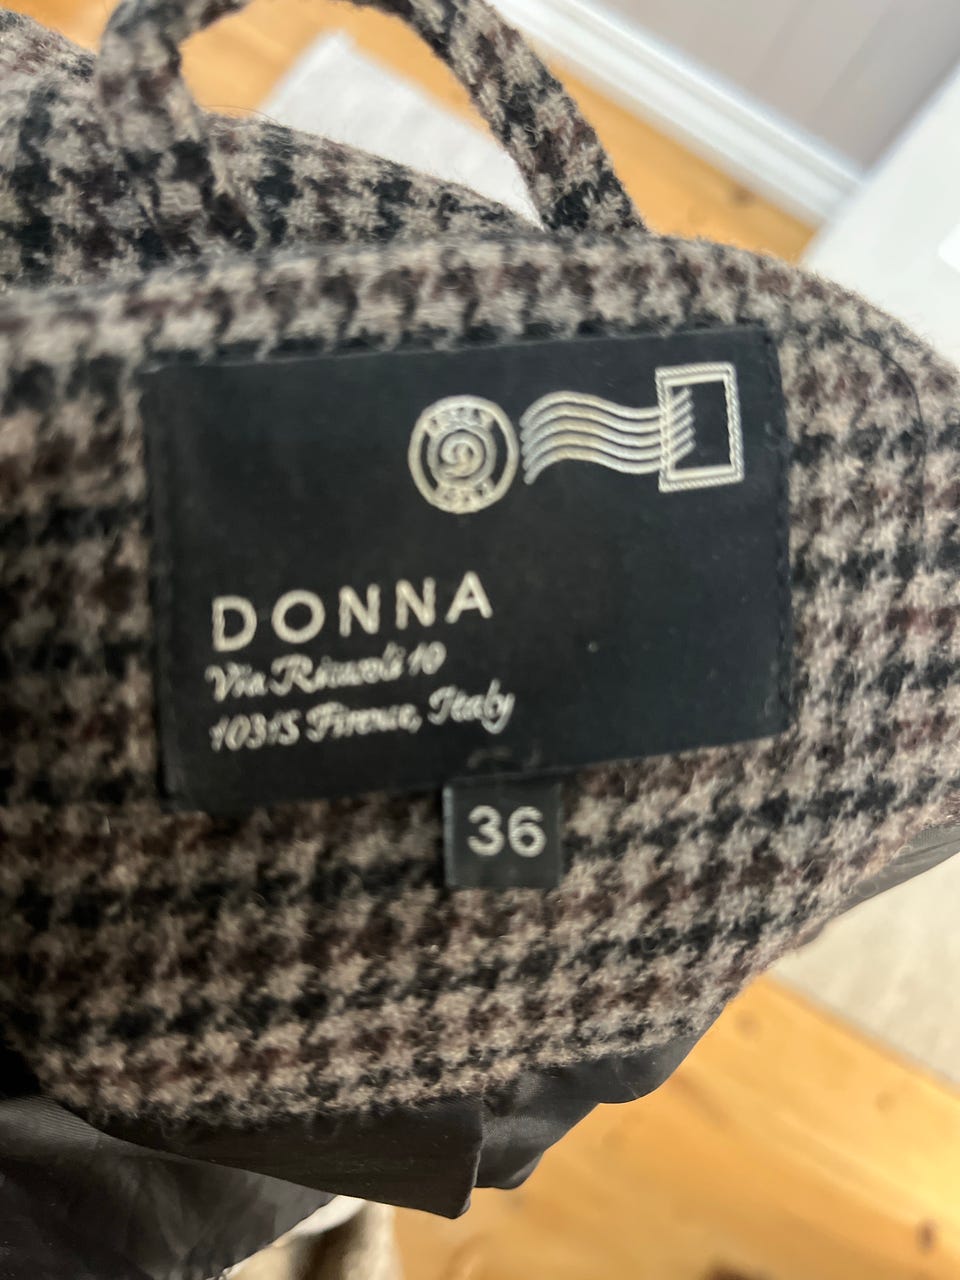 DONNA
Via 10
10315 Firenze, Italy
36